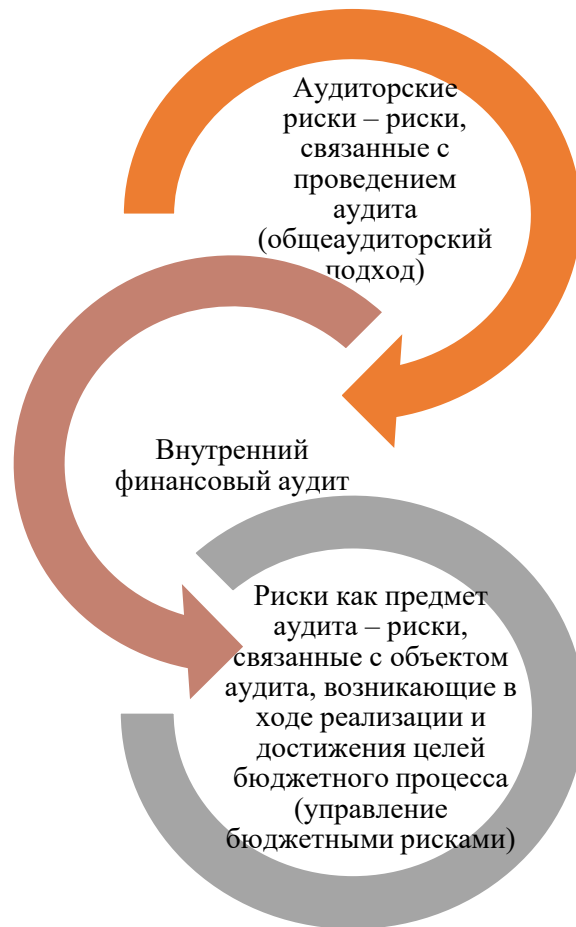 Аудиторские
риски – риски,
связанные с
проведением
аудита
(общеаудиторский
подход)
Внутренний
финансовый аудит
Риски как предмет
аудита – риски,
связанные с объектом
аудита, возникающие в
ходе реализации и
достижения целей
бюджетного процесса
(управление
бюджетными рисками)